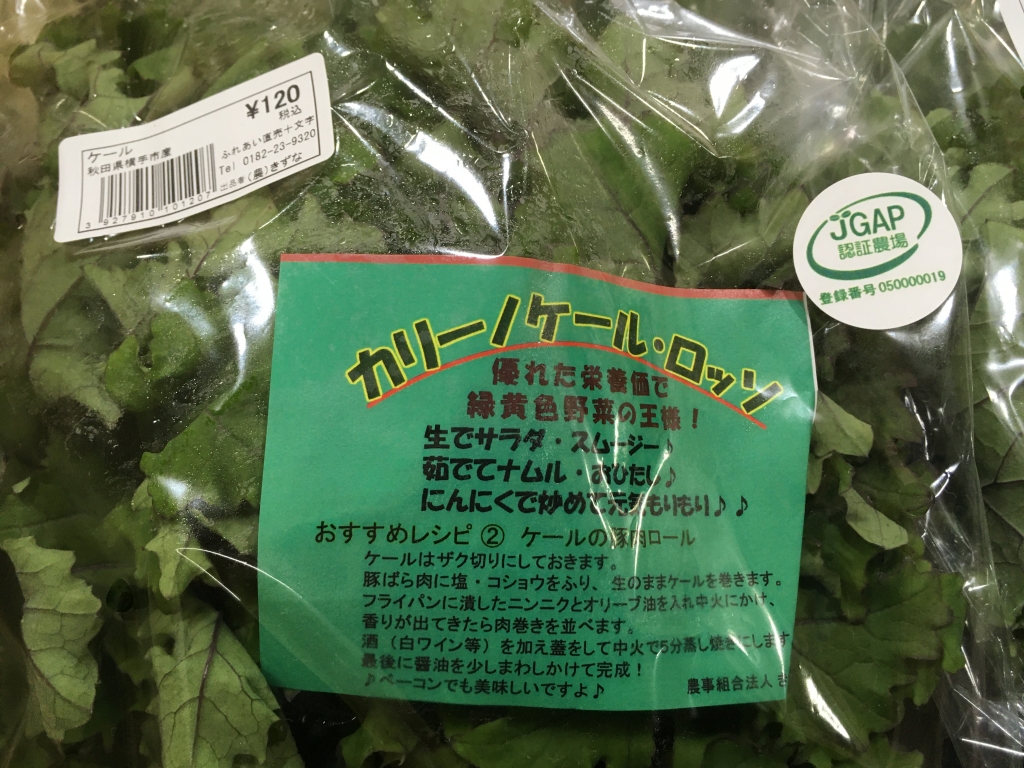 ¥120
税込
ケール
秋田県横手市産
ふれあい直売十文字
Tel 0182-23-9320
出品者 (農)きずな
3 927910 101207
JGAP
認証農場
登録番号 050000019
カリーノケール・ロッソ
優れた栄養価で
緑黄色野菜の王様！
生でサラダ・スムージー♪
茹でてナムル・おひたし♪
にんにくで炒めて元気もりもり♪♪
おすすめレシピ ② ケールの豚肉ロール
ケールはザク切りにしておきます。
豚ばら肉に塩・コショウをふり、生のままケールを巻きます。
フライパンに潰したニンニクとオリーブ油を入れ中火にかけ、
香りが出てきたら肉巻きを並べます。
酒（白ワイン等）を加え蓋をして中火で5分蒸し焼きにします
最後に醤油を少しまわしかけて完成！
♪ベーコンでも美味しいですよ♪
農事組合法人 き